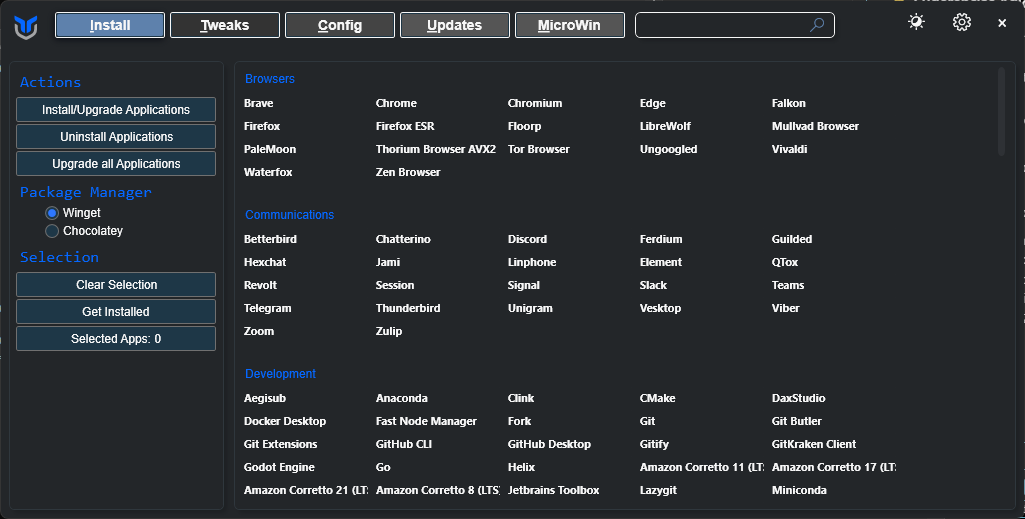 Install Tweaks Config Updates MicroWin
Actions
Install/Upgrade Applications
Uninstall Applications
Upgrade all Applications
Package Manager
Winget
Chocolatey
Selection
Clear Selection
Get Installed
Selected Apps: 0
Browsers
Brave Chrome Chromium Edge Falkon
Firefox Firefox ESR Floorp LibreWolf Mullvad Browser
PaleMoon Thorium Browser AVX2 Tor Browser Ungoogled Vivaldi
Waterfox Zen Browser
Communications
Betterbird Chatterino Discord Ferdium Guilded
Hexchat Jami Linphone Element QTox
Revolt Session Signal Slack Teams
Telegram Thunderbird Unigram Vesktop Viber
Zoom Zulip
Development
Aegisub Anaconda Clink CMake DaxStudio
Docker Desktop Fast Node Manager Fork Git Git Butler
Git Extensions GitHub CLI GitHub Desktop Gitify GitKraken Client
Godot Engine Go Helix Amazon Corretto 11 (LT Amazon Corretto 17 (LT
Amazon Corretto 21 (LT Amazon Corretto 8 (LTS Jetbrains Toolbox Lazygit Miniconda